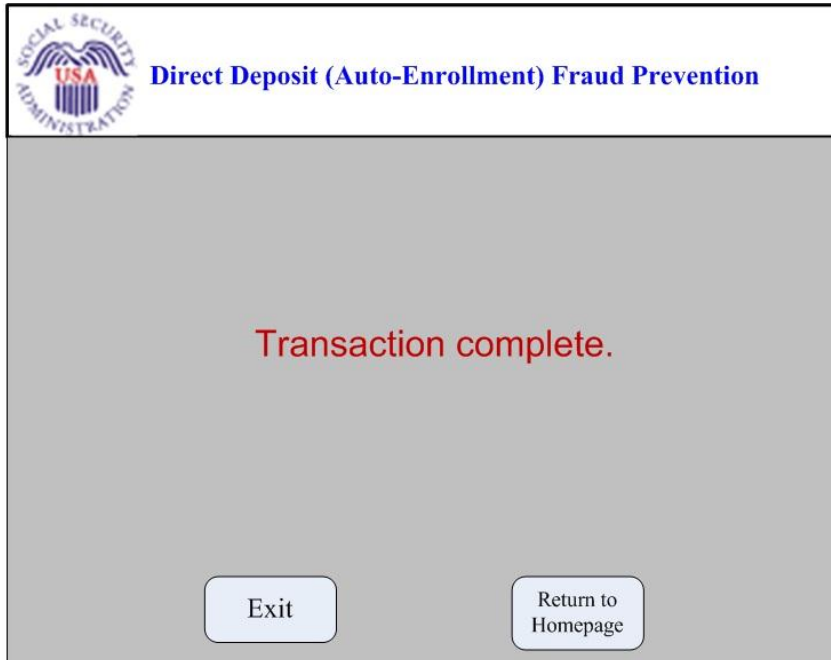 SOCIAL SECURITY
USA
ADMINISTRATION
Direct Deposit (Auto-Enrollment) Fraud Prevention
Transaction complete.
Exit
Return to
Homepage